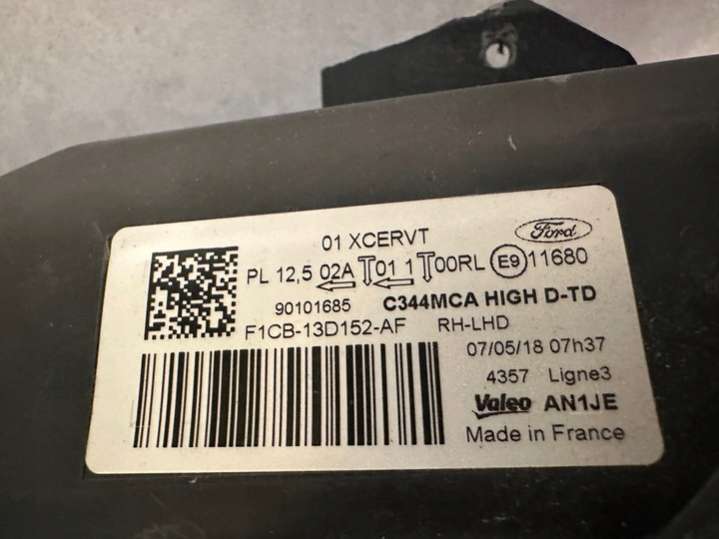 01 XCERVT
Ford
PL 12,5 02A 01 1 00RL E9 11680
90101685 C344MCA HIGH D-TD
F1CB-13D152-AF RH-LHD
07/05/18 07h37
4357 Ligne3
Valeo AN1JE
Made in France